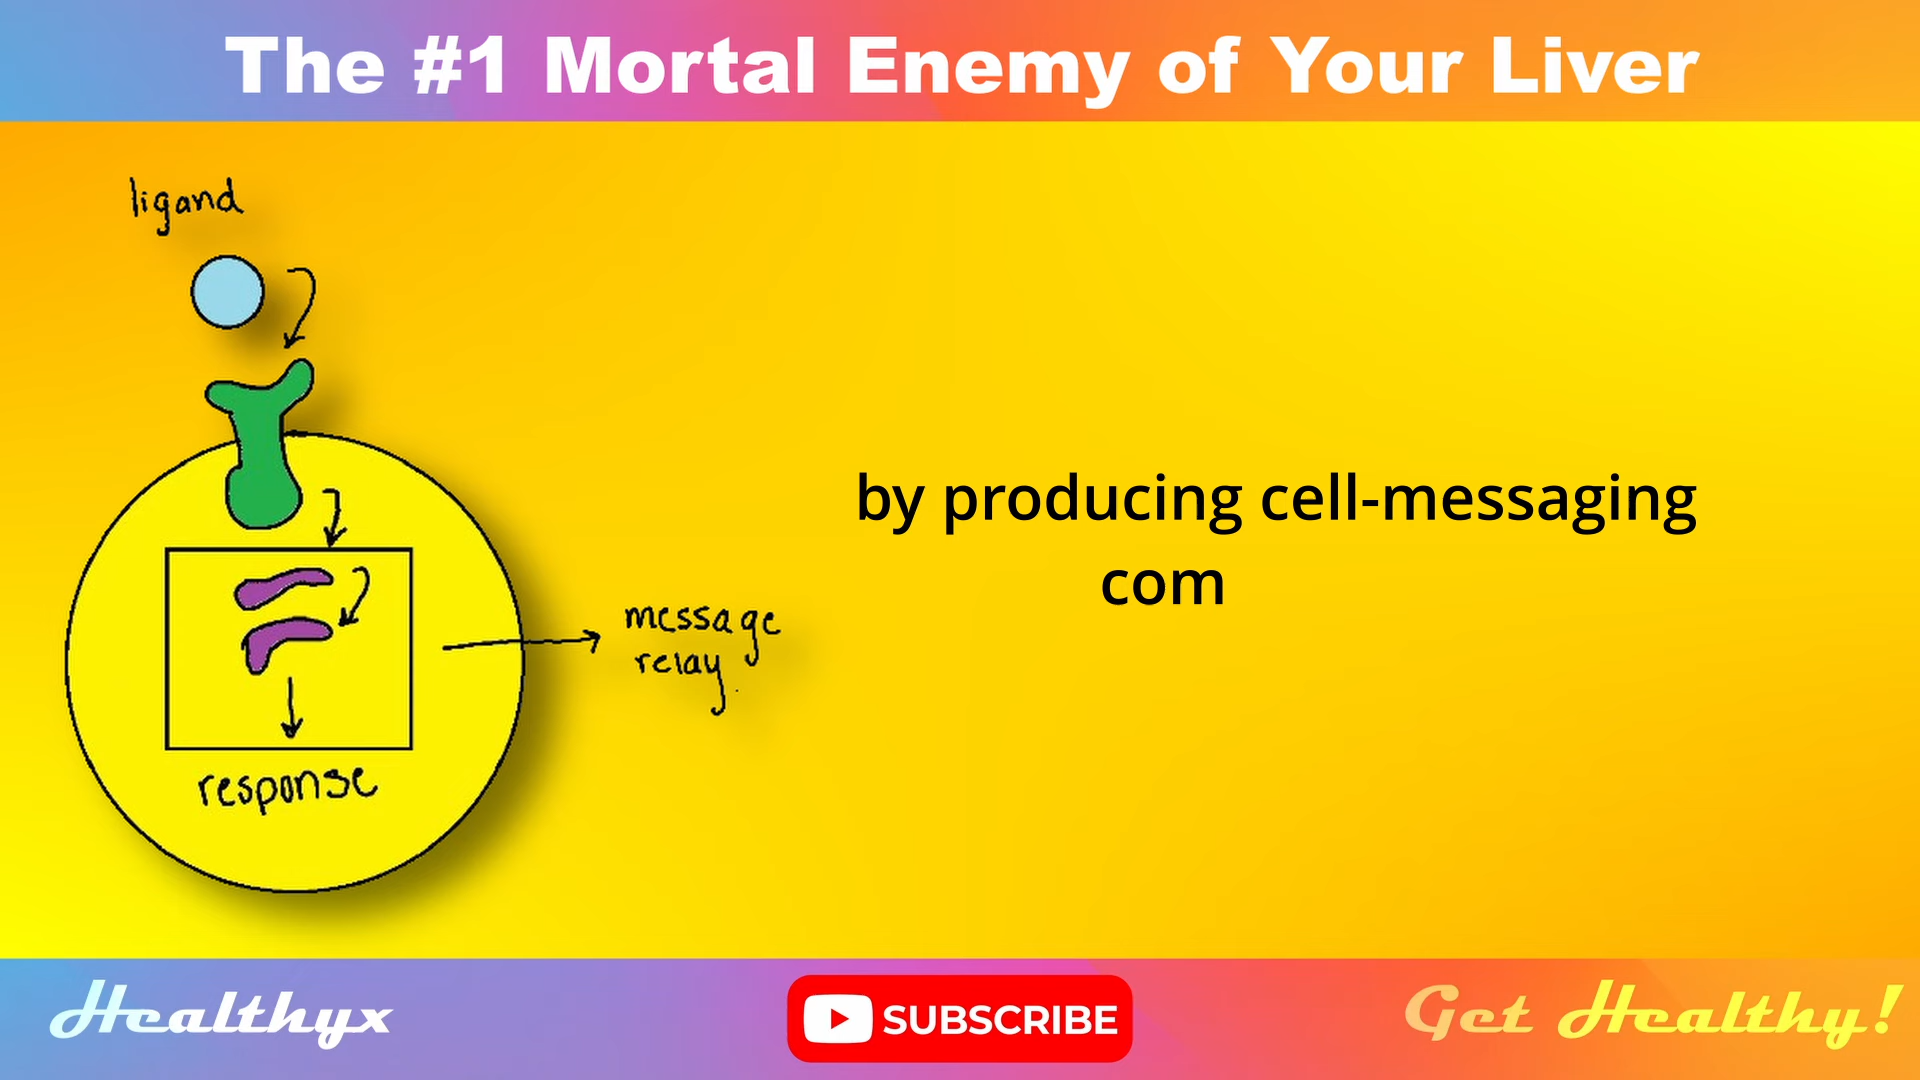 The #1 Mortal Enemy of Your Liver
ligand
by producing cell-messaging
com
message
relay
response
Healthyx
SUBSCRIBE
Get Healthy!